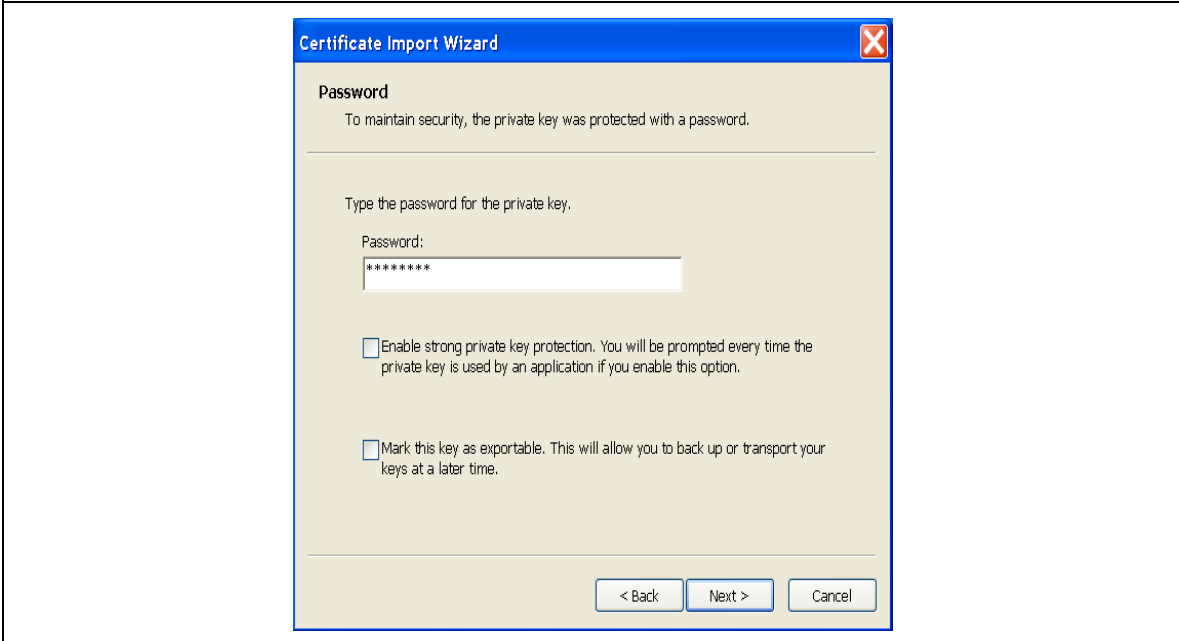 Certificate Import Wizard
Password
To maintain security, the private key was protected with a password.
Type the password for the private key.
Password:
********
Enable strong private key protection. You will be prompted every time the
private key is used by an application if you enable this option.
Mark this key as exportable. This will allow you to back up or transport your
keys at a later time.
< Back Next > Cancel